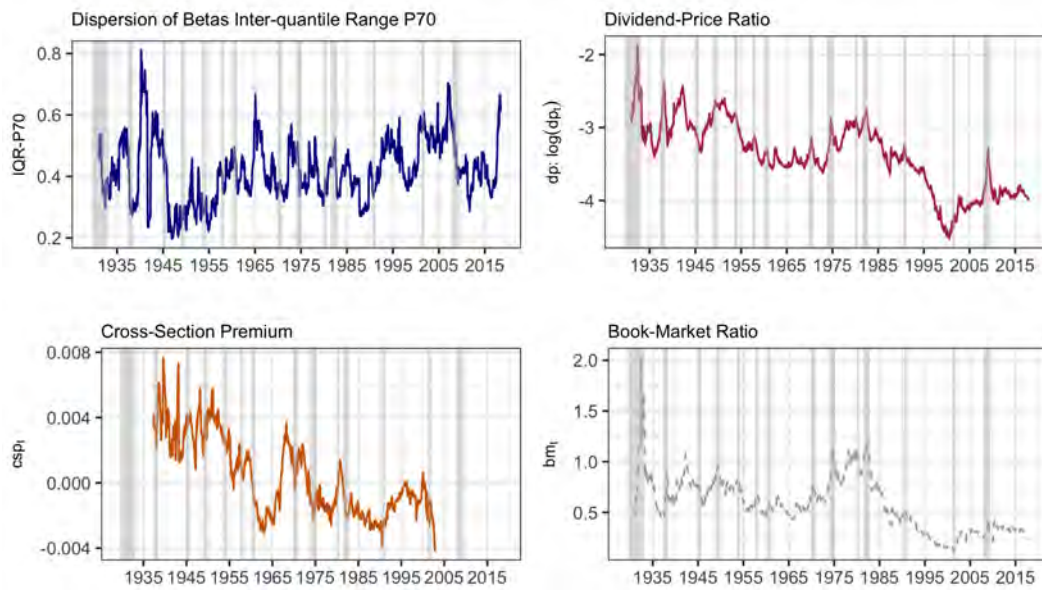 Dispersion of Betas Inter-quantile Range P70
IQR-P70
0.8
0.6
0.4
0.2
1935 1945 1955 1965 1975 1985 1995 2005 2015
Dividend-Price Ratio
dp: log(dpt)
-2
-3
-4
1935 1945 1955 1965 1975 1985 1995 2005 2015
Cross-Section Premium
cspt
0.008
0.004
0.000
-0.004
1935 1945 1955 1965 1975 1985 1995 2005 2015
Book-Market Ratio
bmt
2.0
1.5
1.0
0.5
1935 1945 1955 1965 1975 1985 1995 2005 2015